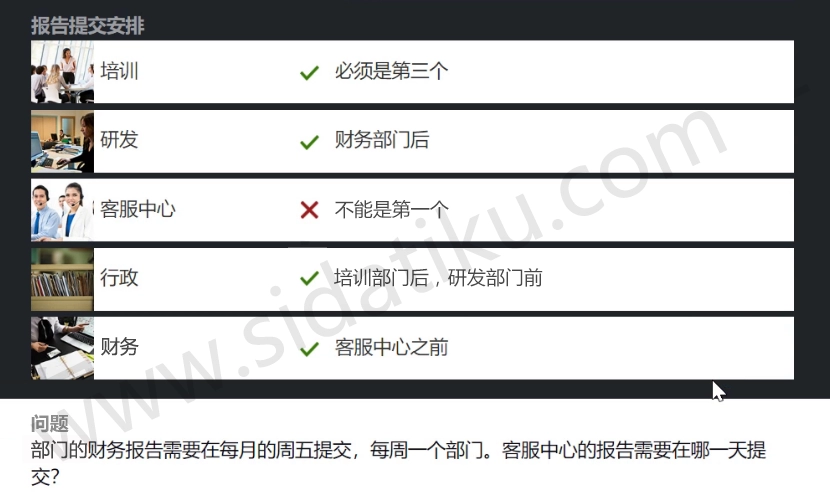 报告提交安排
培训 必须是第三个
研发 财务部门后
客服中心 不能是第一个
行政 培训部门后，研发部门前
财务 客服中心之前
www.sidatiku.com
问题
部门的财务报告需要在每月的周五提交，每周一个部门。客服中心的报告需要在哪一天提
交？